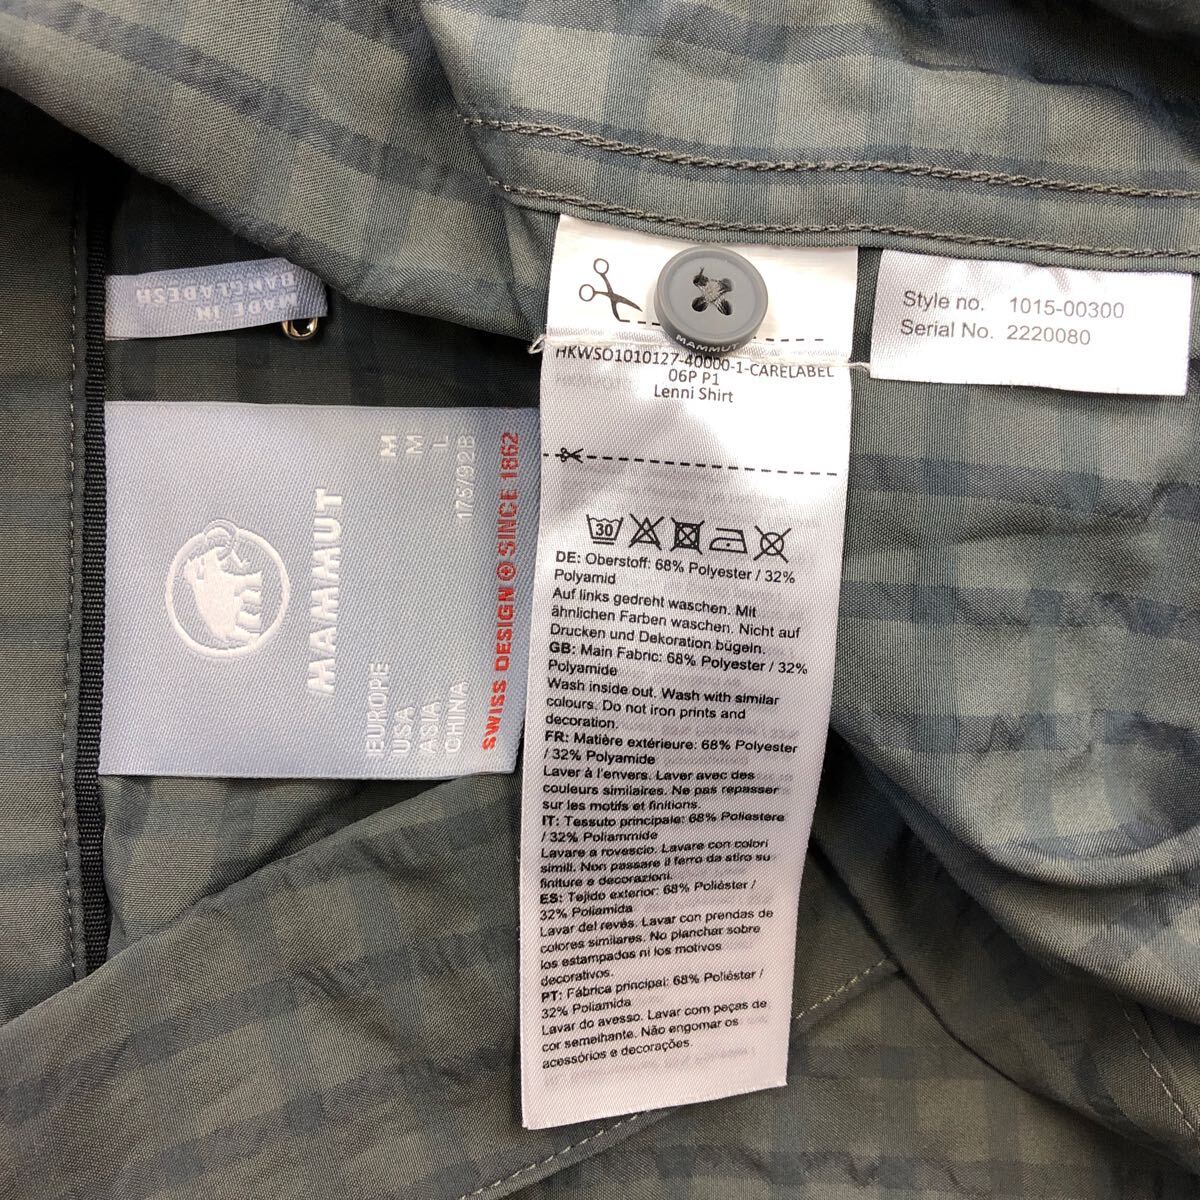 MADE IN
BANGLADESH
MAMMUT
EUROPE M
USA M
ASIA L
CHINA 175/92B
SWISS DESIGN SINCE 1862
MAMMUT
HKWSO1010127-40000-1-CARELABEL
06P P1
Lenni Shirt
30
DE: Oberstoff: 68% Polyester / 32%
Polyamid
Auf links gedreht waschen. Mit
ähnlichen Farben waschen. Nicht auf
Drucken und Dekoration bügeln.
GB: Main Fabric: 68% Polyester / 32%
Polyamide
Wash inside out. Wash with similar
colours. Do not iron prints and
decoration.
FR: Matière extérieure: 68% Polyester
/ 32% Polyamide
Laver à l'envers. Laver avec des
couleurs similaires. Ne pas repasser
sur les motifs et finitions.
IT: Tessuto principale: 68% Poliestere
/ 32% Poliammide
Lavare a rovescio. Lavare con colori
simili. Non passare il ferro da stiro su
finiture e decorazioni.
ES: Tejido exterior: 68% Poliéster /
32% Poliamida
Lavar del revés. Lavar con prendas de
colores similares. No planchar sobre
los estampados ni los motivos
decorativos.
PT: Fábrica principal: 68% Poliéster /
32% Poliamida
Lavar do avesso. Lavar com peças de
cor semelhante. Não engomar os
acessórios e decorações.
Style no. 1015-00300
Serial No. 2220080